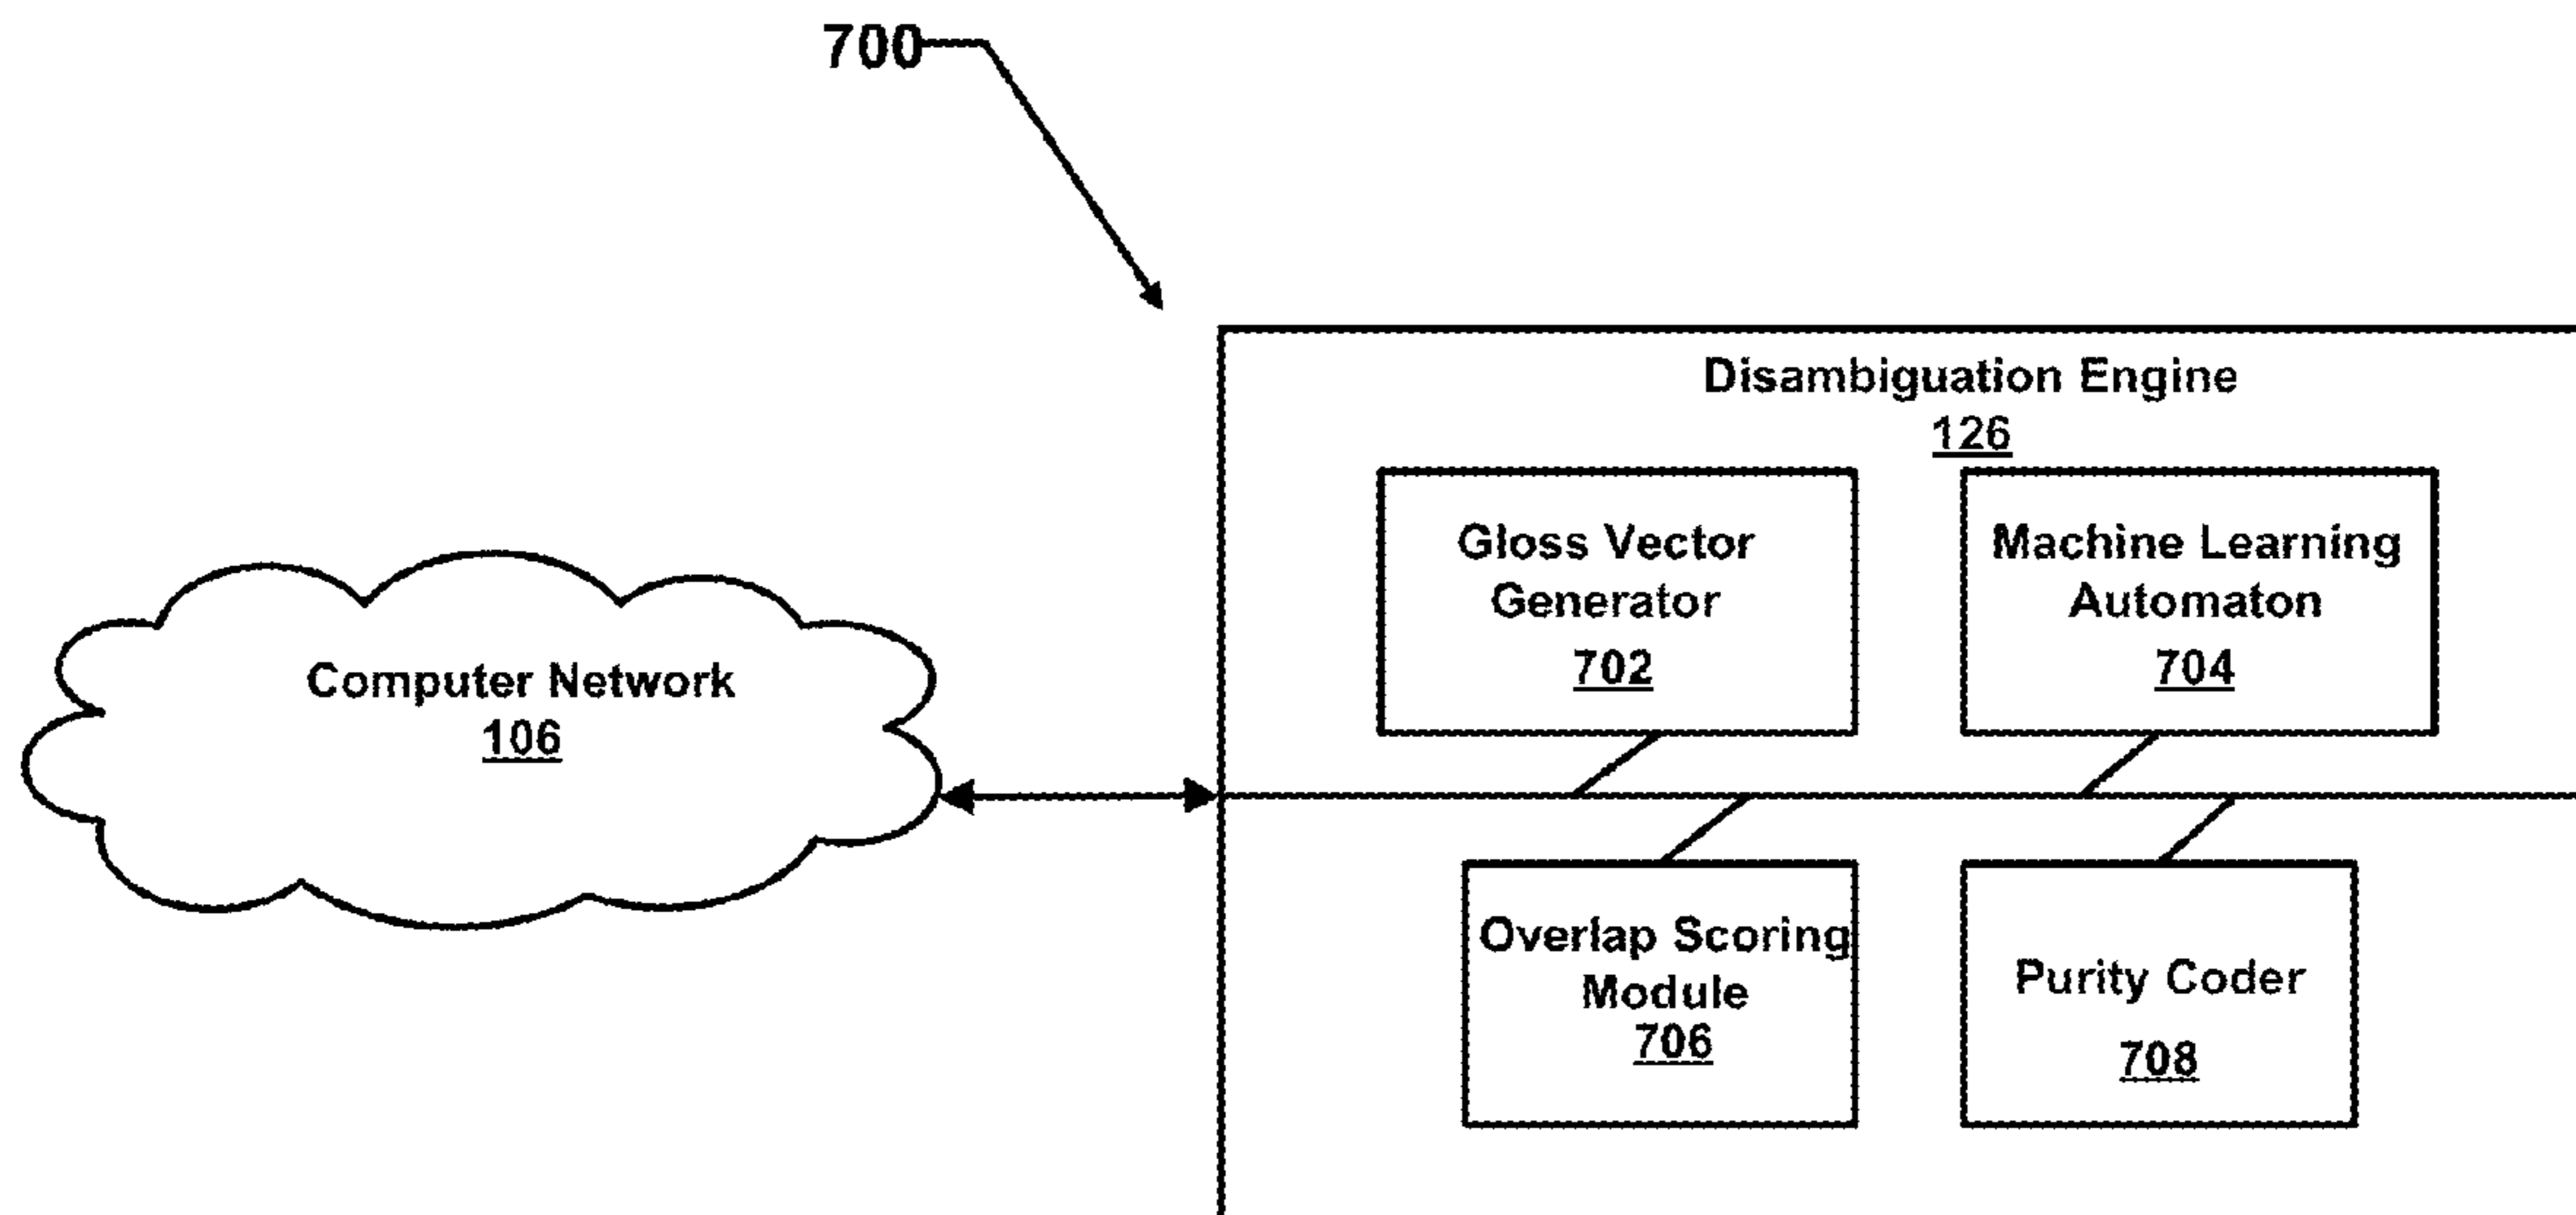 700
Disambiguation Engine
126
Gloss Vector
Generator
702
Machine Learning
Automaton
704
Computer Network
106
Overlap Scoring
Module
706
Purity Coder
708